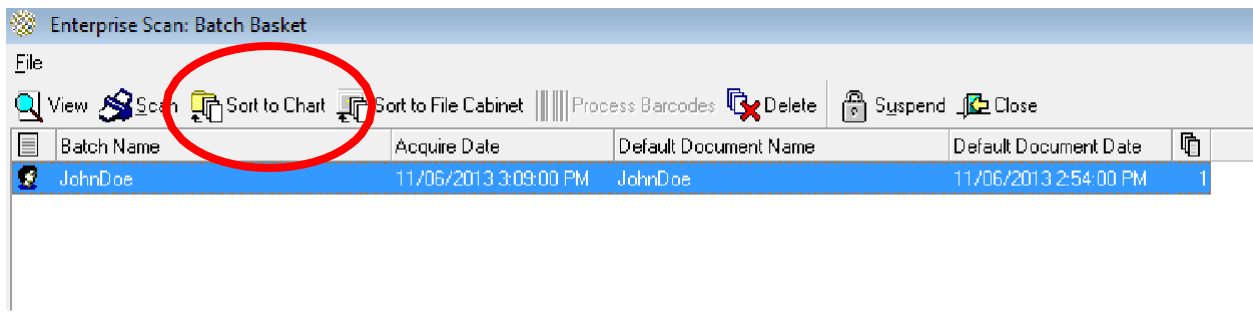 Enterprise Scan: Batch Basket
File
View Scan Sort to Chart Sort to File Cabinet Process Barcodes Delete Suspend Close
Batch Name Acquire Date Default Document Name Default Document Date
JohnDoe 11/06/2013 3:09:00 PM JohnDoe 11/06/2013 2:54:00 PM 1